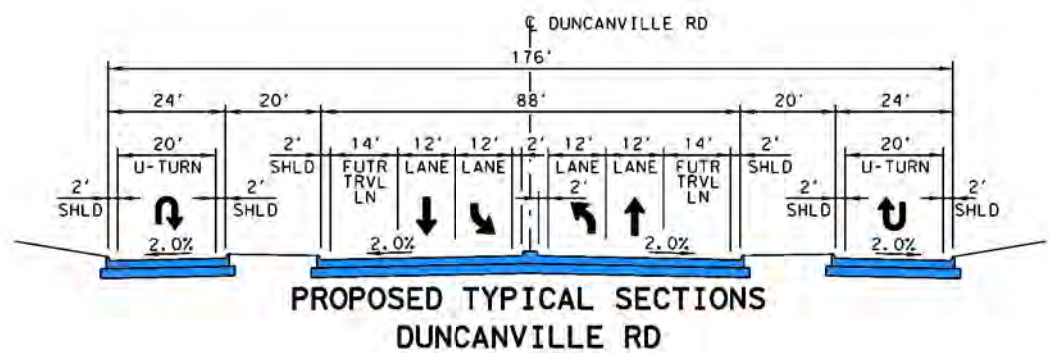 ℄ DUNCANVILLE RD
176'
24' 20' 88' 20' 24'
20' 2' 14' 12' 12' 2' 12' 12' 14' 2' 20'
U-TURN SHLD FUTR LANE LANE LANE LANE FUTR SHLD U-TURN
TRVL TRVL
LN LN
2' 2' 2' 2' 2'
SHLD SHLD SHLD SHLD
2.0% 2.0% 2.0% 2.0%
PROPOSED TYPICAL SECTIONS
DUNCANVILLE RD